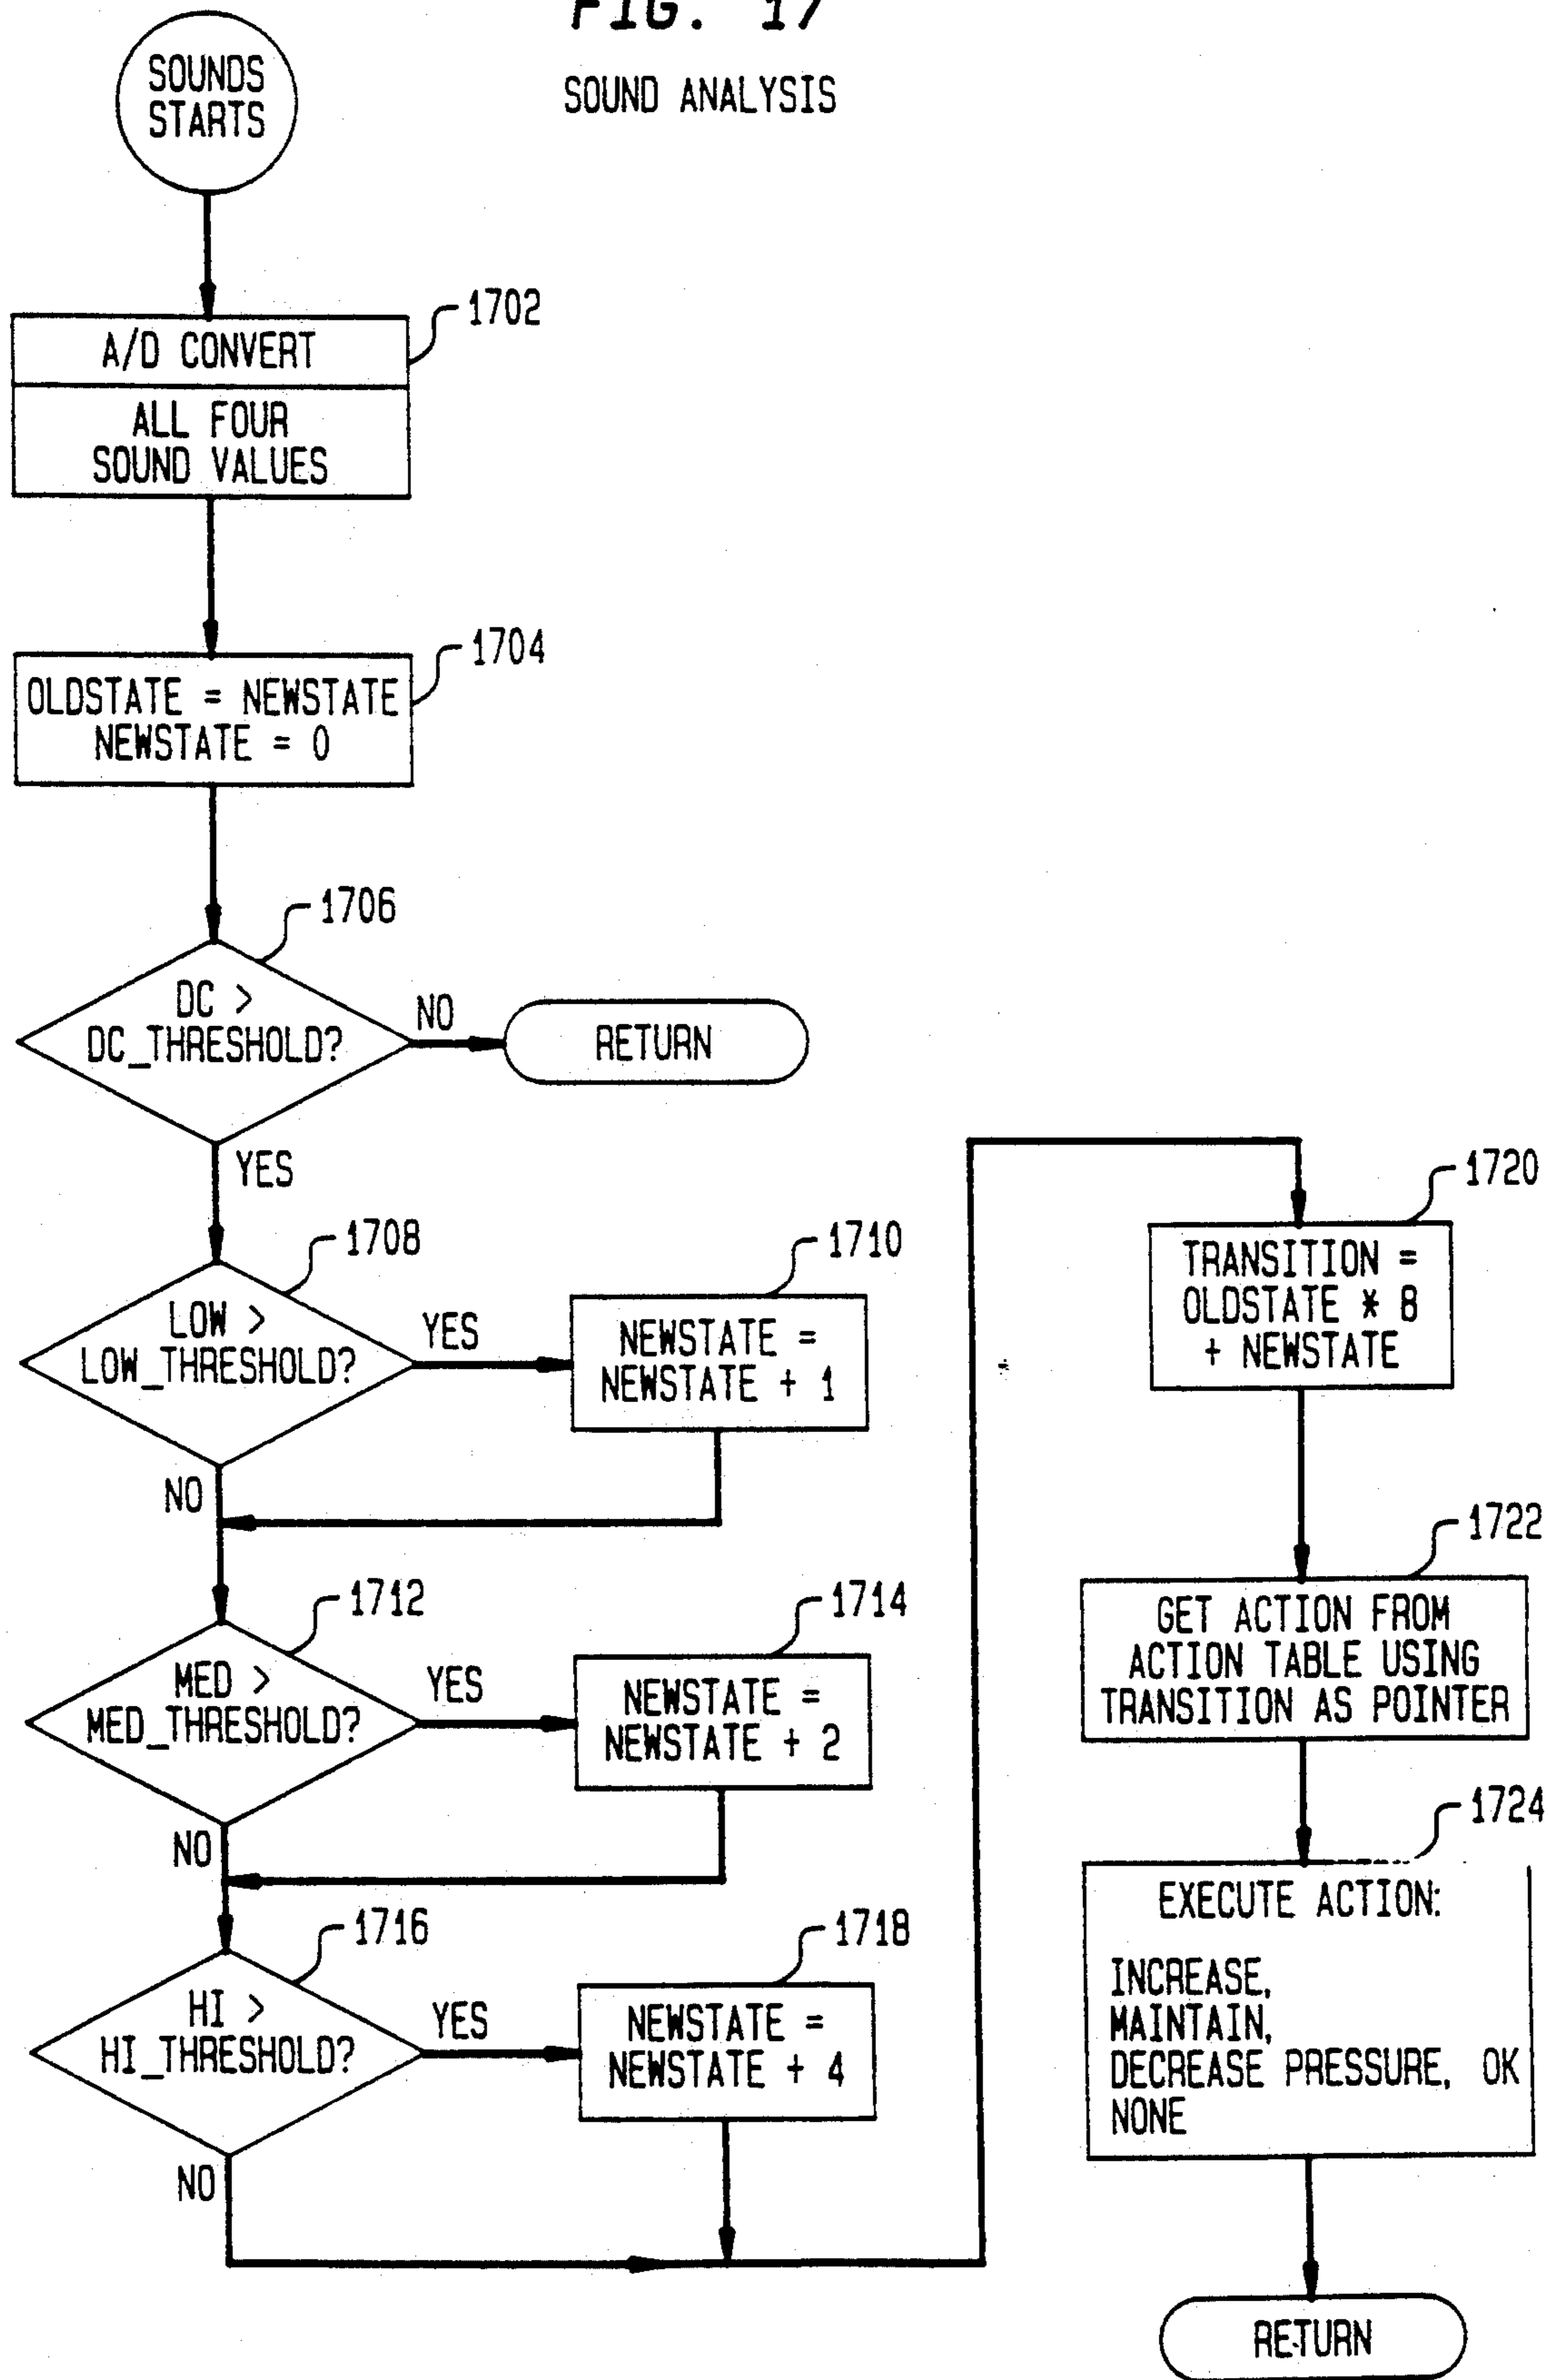 FIG. 17
SOUND ANALYSIS
SOUNDS
STARTS
1702
A/D CONVERT
ALL FOUR
SOUND VALUES
1704
OLDSTATE = NEWSTATE
NEWSTATE = 0
1706
DC >
DC_THRESHOLD?
NO
RETURN
YES
1708
LOW >
LOW_THRESHOLD?
YES
1710
NEWSTATE =
NEWSTATE + 1
NO
1712
MED >
MED_THRESHOLD?
YES
1714
NEWSTATE =
NEWSTATE + 2
NO
1716
HI >
HI_THRESHOLD?
YES
1718
NEWSTATE =
NEWSTATE + 4
NO
1720
TRANSITION =
OLDSTATE * 8
+ NEWSTATE
1722
GET ACTION FROM
ACTION TABLE USING
TRANSITION AS POINTER
1724
EXECUTE ACTION:
INCREASE,
MAINTAIN,
DECREASE PRESSURE, OK
NONE
RETURN